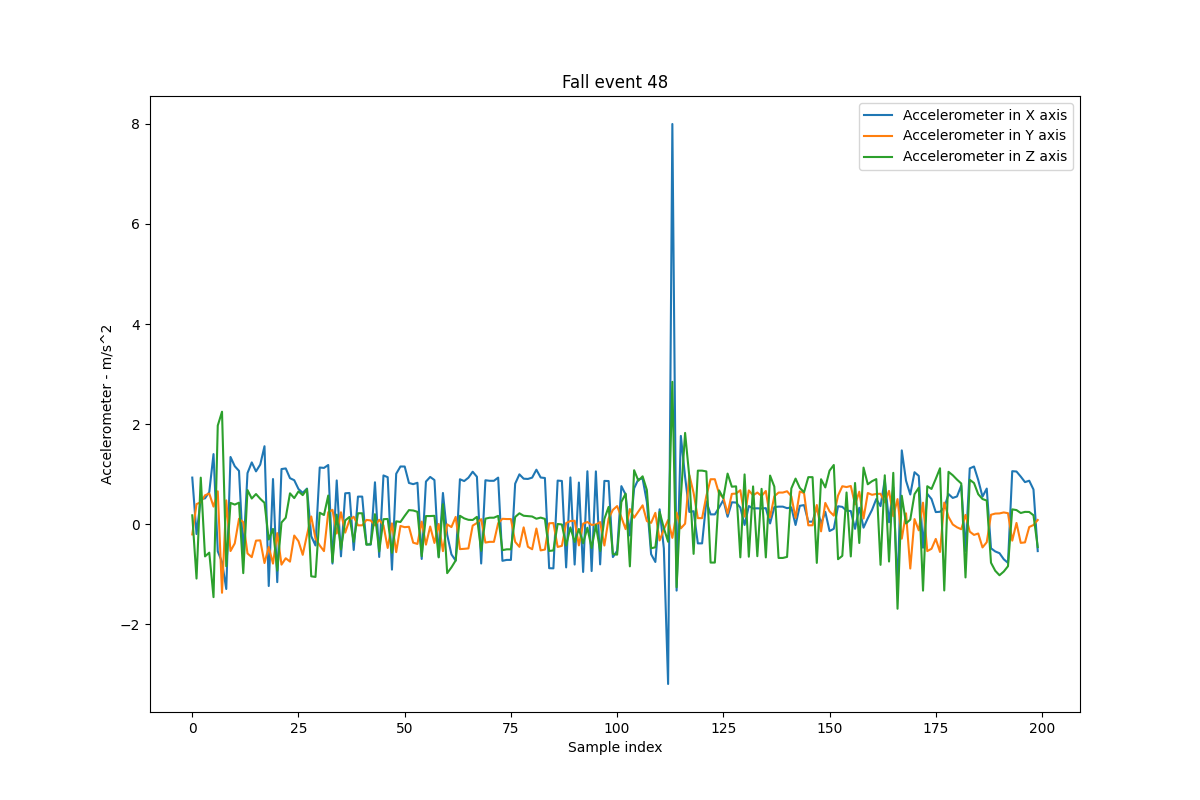 Fall event 48
Accelerometer in X axis
Accelerometer in Y axis
Accelerometer in Z axis
Accelerometer - m/s^2
8
6
4
2
0
−2
0 25 50 75 100 125 150 175 200
Sample index